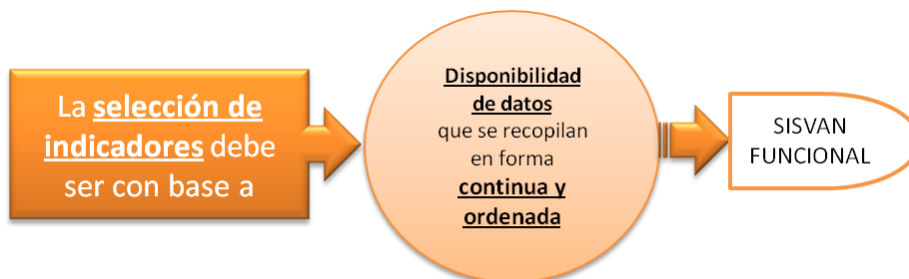 La selección de
indicadores debe
ser con base a
Disponibilidad
de datos
que se recopilan
en forma
continua y
ordenada
SISVAN
FUNCIONAL